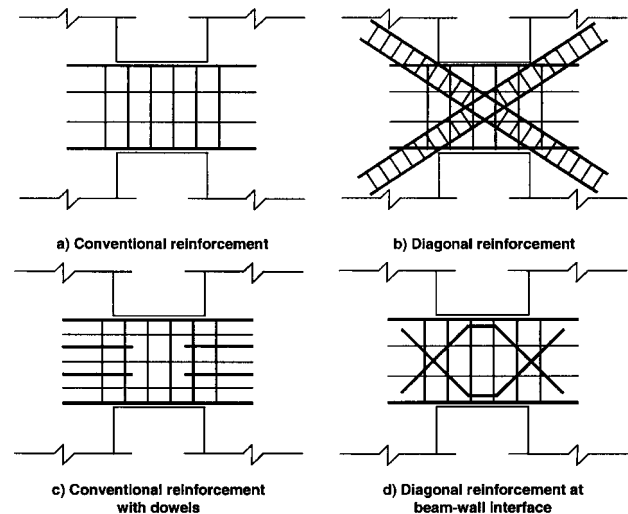 a) Conventional reinforcement
b) Diagonal reinforcement
c) Conventional reinforcement
with dowels
d) Diagonal reinforcement at
beam-wall interface